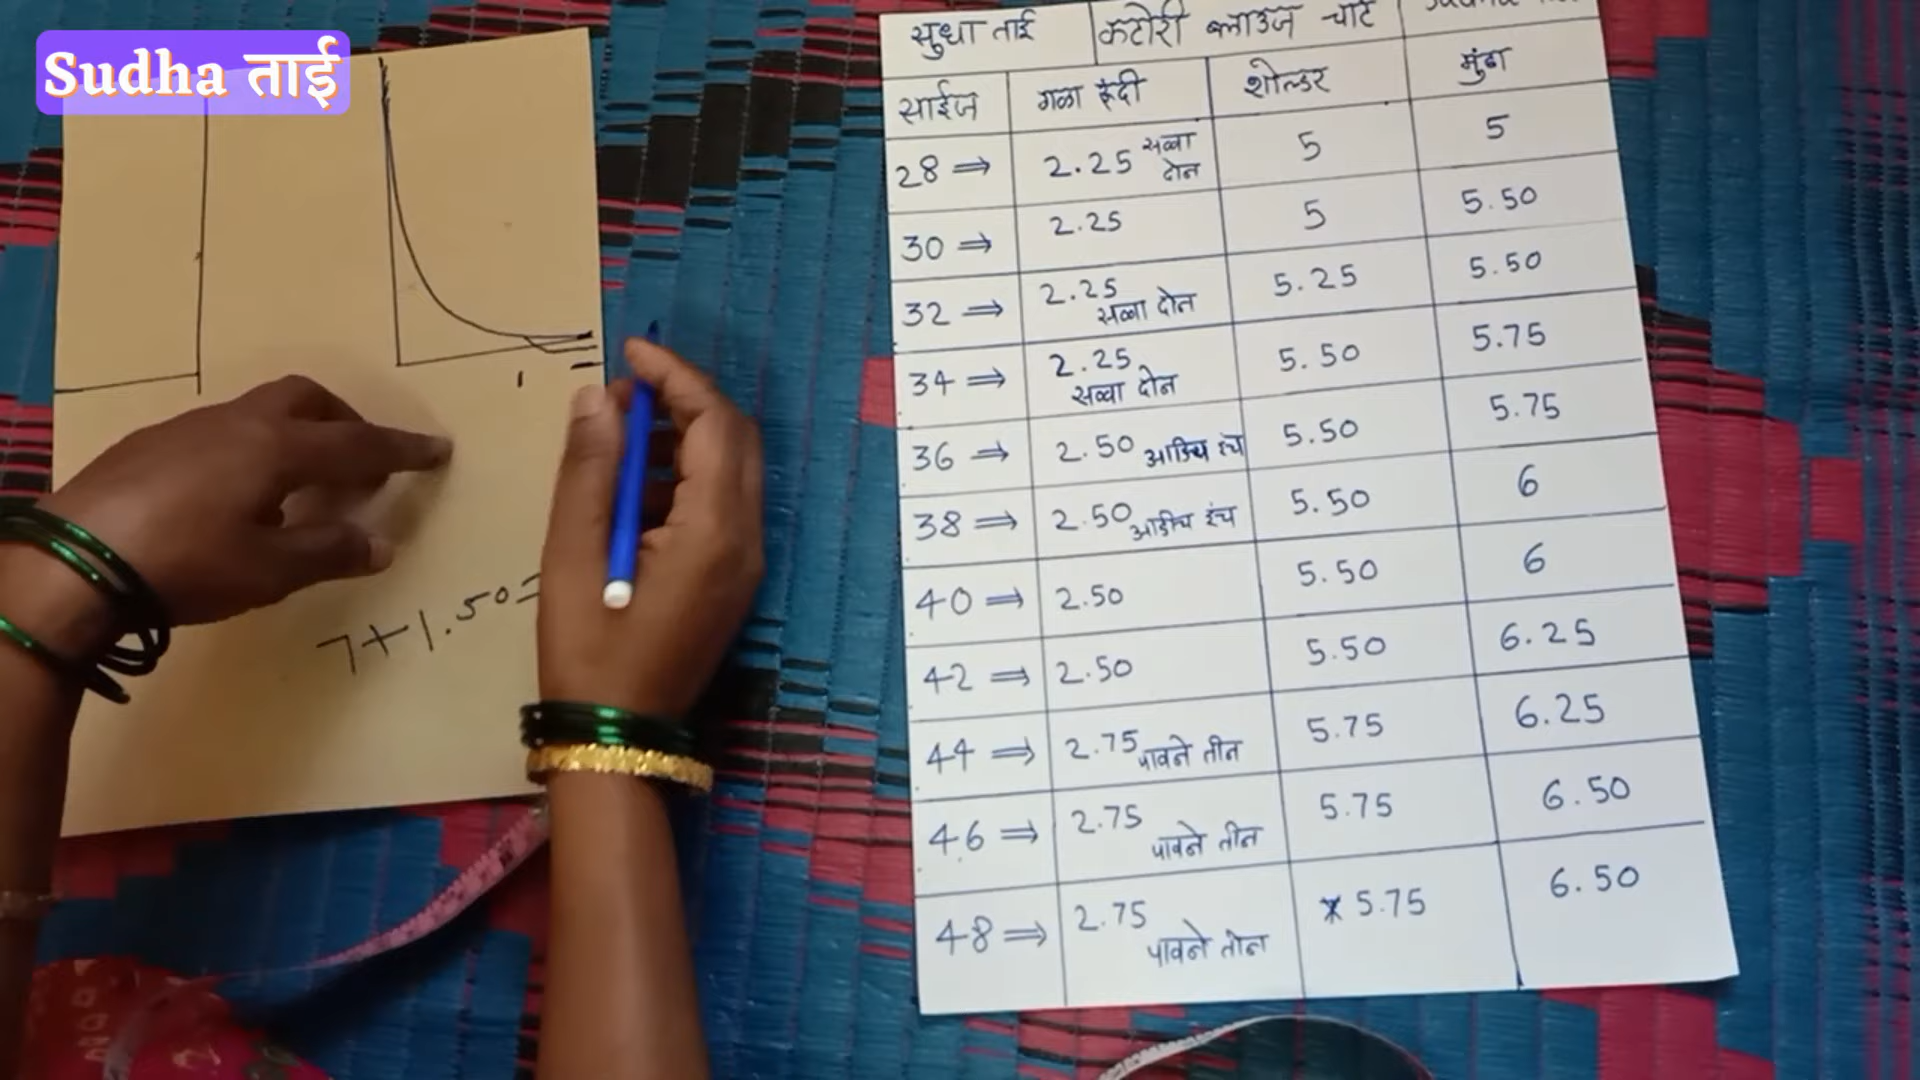 Sudha ताई
सुधा ताई कटोरी ब्लाउज चार्ट
साईज गळा रुंदी शोल्डर मुंढा
28 ⇒ 2.25 सव्वा दोन 5 5
30 ⇒ 2.25 5 5.50
32 ⇒ 2.25 सव्वा दोन 5.25 5.50
34 ⇒ 2.25 सव्वा दोन 5.50 5.75
36 ⇒ 2.50 आडिच इंच 5.50 5.75
38 ⇒ 2.50 आडीच इंच 5.50 6
40 ⇒ 2.50 5.50 6
42 ⇒ 2.50 5.50 6.25
44 ⇒ 2.75 पावने तीन 5.75 6.25
46 ⇒ 2.75 पावने तीन 5.75 6.50
48 ⇒ 2.75 पावने तीन 5.75 6.50
7+1.50=